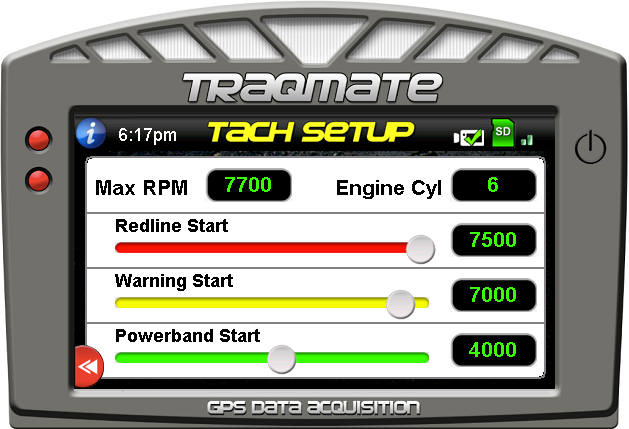 TRAQMATE
i 6:17pm TACH SETUP SD
Max RPM 7700 Engine Cyl 6
Redline Start 7500
Warning Start 7000
Powerband Start 4000
GPS DATA ACQUISITION